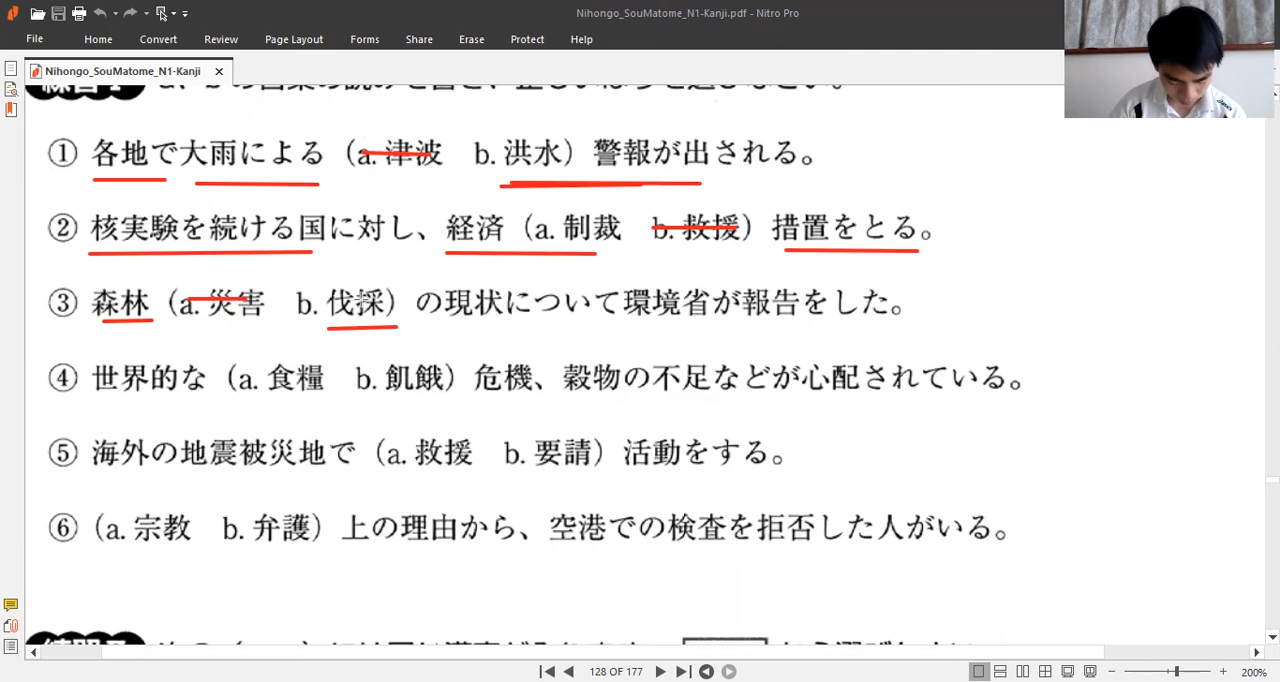 Nihongo_SouMatome_N1-Kanji.pdf - Nitro Pro
File Home Convert Review Page Layout Forms Share Erase Protect Help
Nihongo_SouMatome_N1-Kanji
① 各地で大雨による（a. 津波 b. 洪水）警報が出される。
② 核実験を続ける国に対し、経済（a. 制裁 b. 救援）措置をとる。
③ 森林（a. 災害 b. 伐採）の現状について環境省が報告をした。
④ 世界的な（a. 食糧 b. 飢餓）危機、穀物の不足などが心配されている。
⑤ 海外の地震被災地で（a. 救援 b. 要請）活動をする。
⑥（a. 宗教 b. 弁護）上の理由から、空港での検査を拒否した人がいる。
128 OF 177
200%